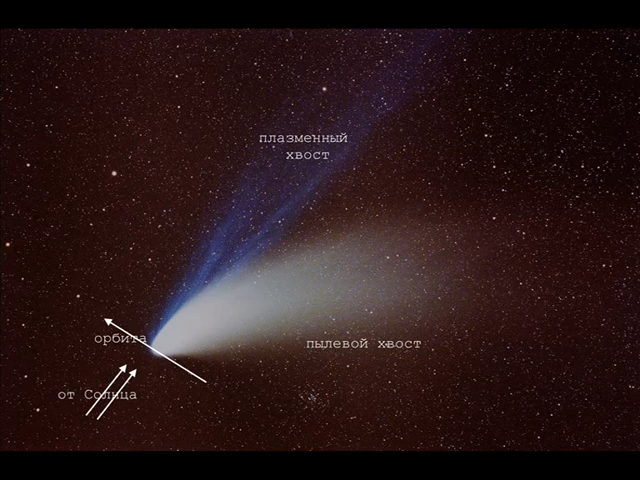 плазменный
хвост
орбита
пылевой хвост
от Солнца